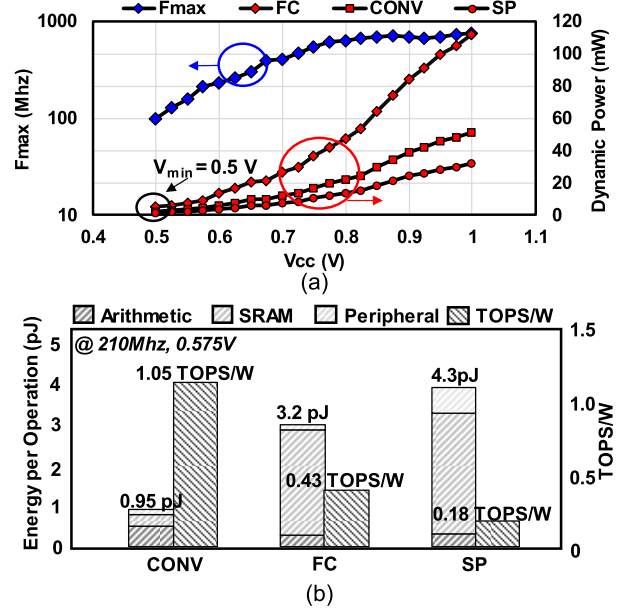 Fmax FC CONV SP
1000
100
10
Fmax (Mhz)
120
100
80
60
40
20
0
Dynamic Power (mW)
Vmin = 0.5 V
0.4 0.5 0.6 0.7 0.8 0.9 1 1.1
Vcc (V)
(a)
Arithmetic SRAM Peripheral TOPS/W
@ 210Mhz, 0.575V
Energy per Operation (pJ)
5
4
3
2
1
0
1.5
1.0
0.5
0
TOPS/W
1.05 TOPS/W
0.95 pJ
3.2 pJ
0.43 TOPS/W
4.3pJ
0.18 TOPS/W
CONV FC SP
(b)